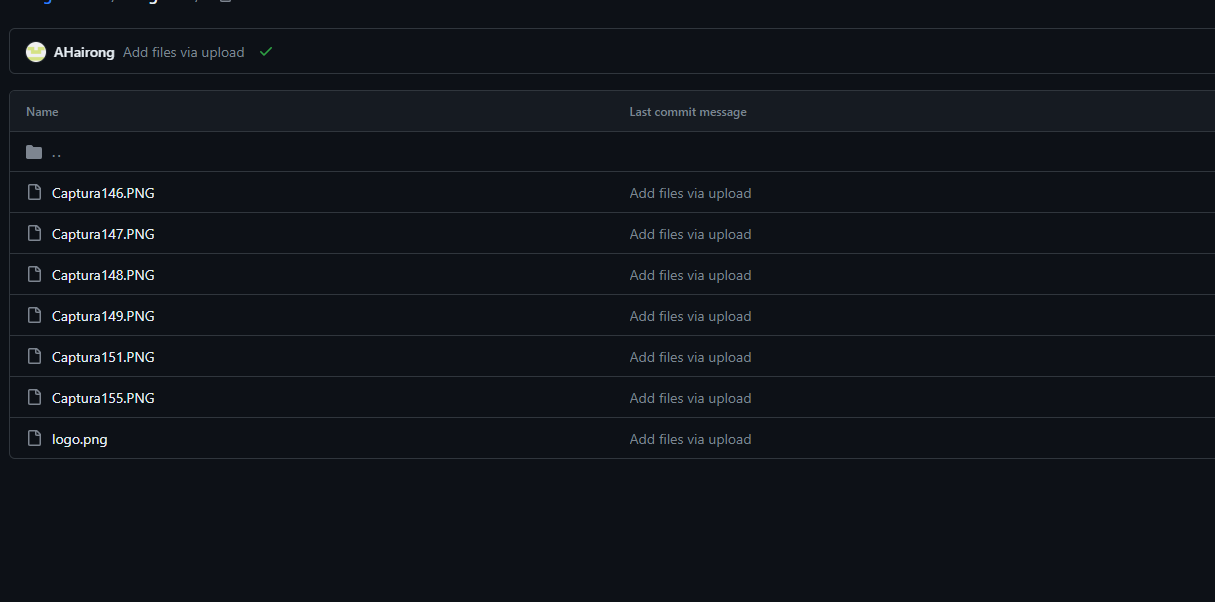 AHairong Add files via upload
Name Last commit message
..
Captura146.PNG Add files via upload
Captura147.PNG Add files via upload
Captura148.PNG Add files via upload
Captura149.PNG Add files via upload
Captura151.PNG Add files via upload
Captura155.PNG Add files via upload
logo.png Add files via upload